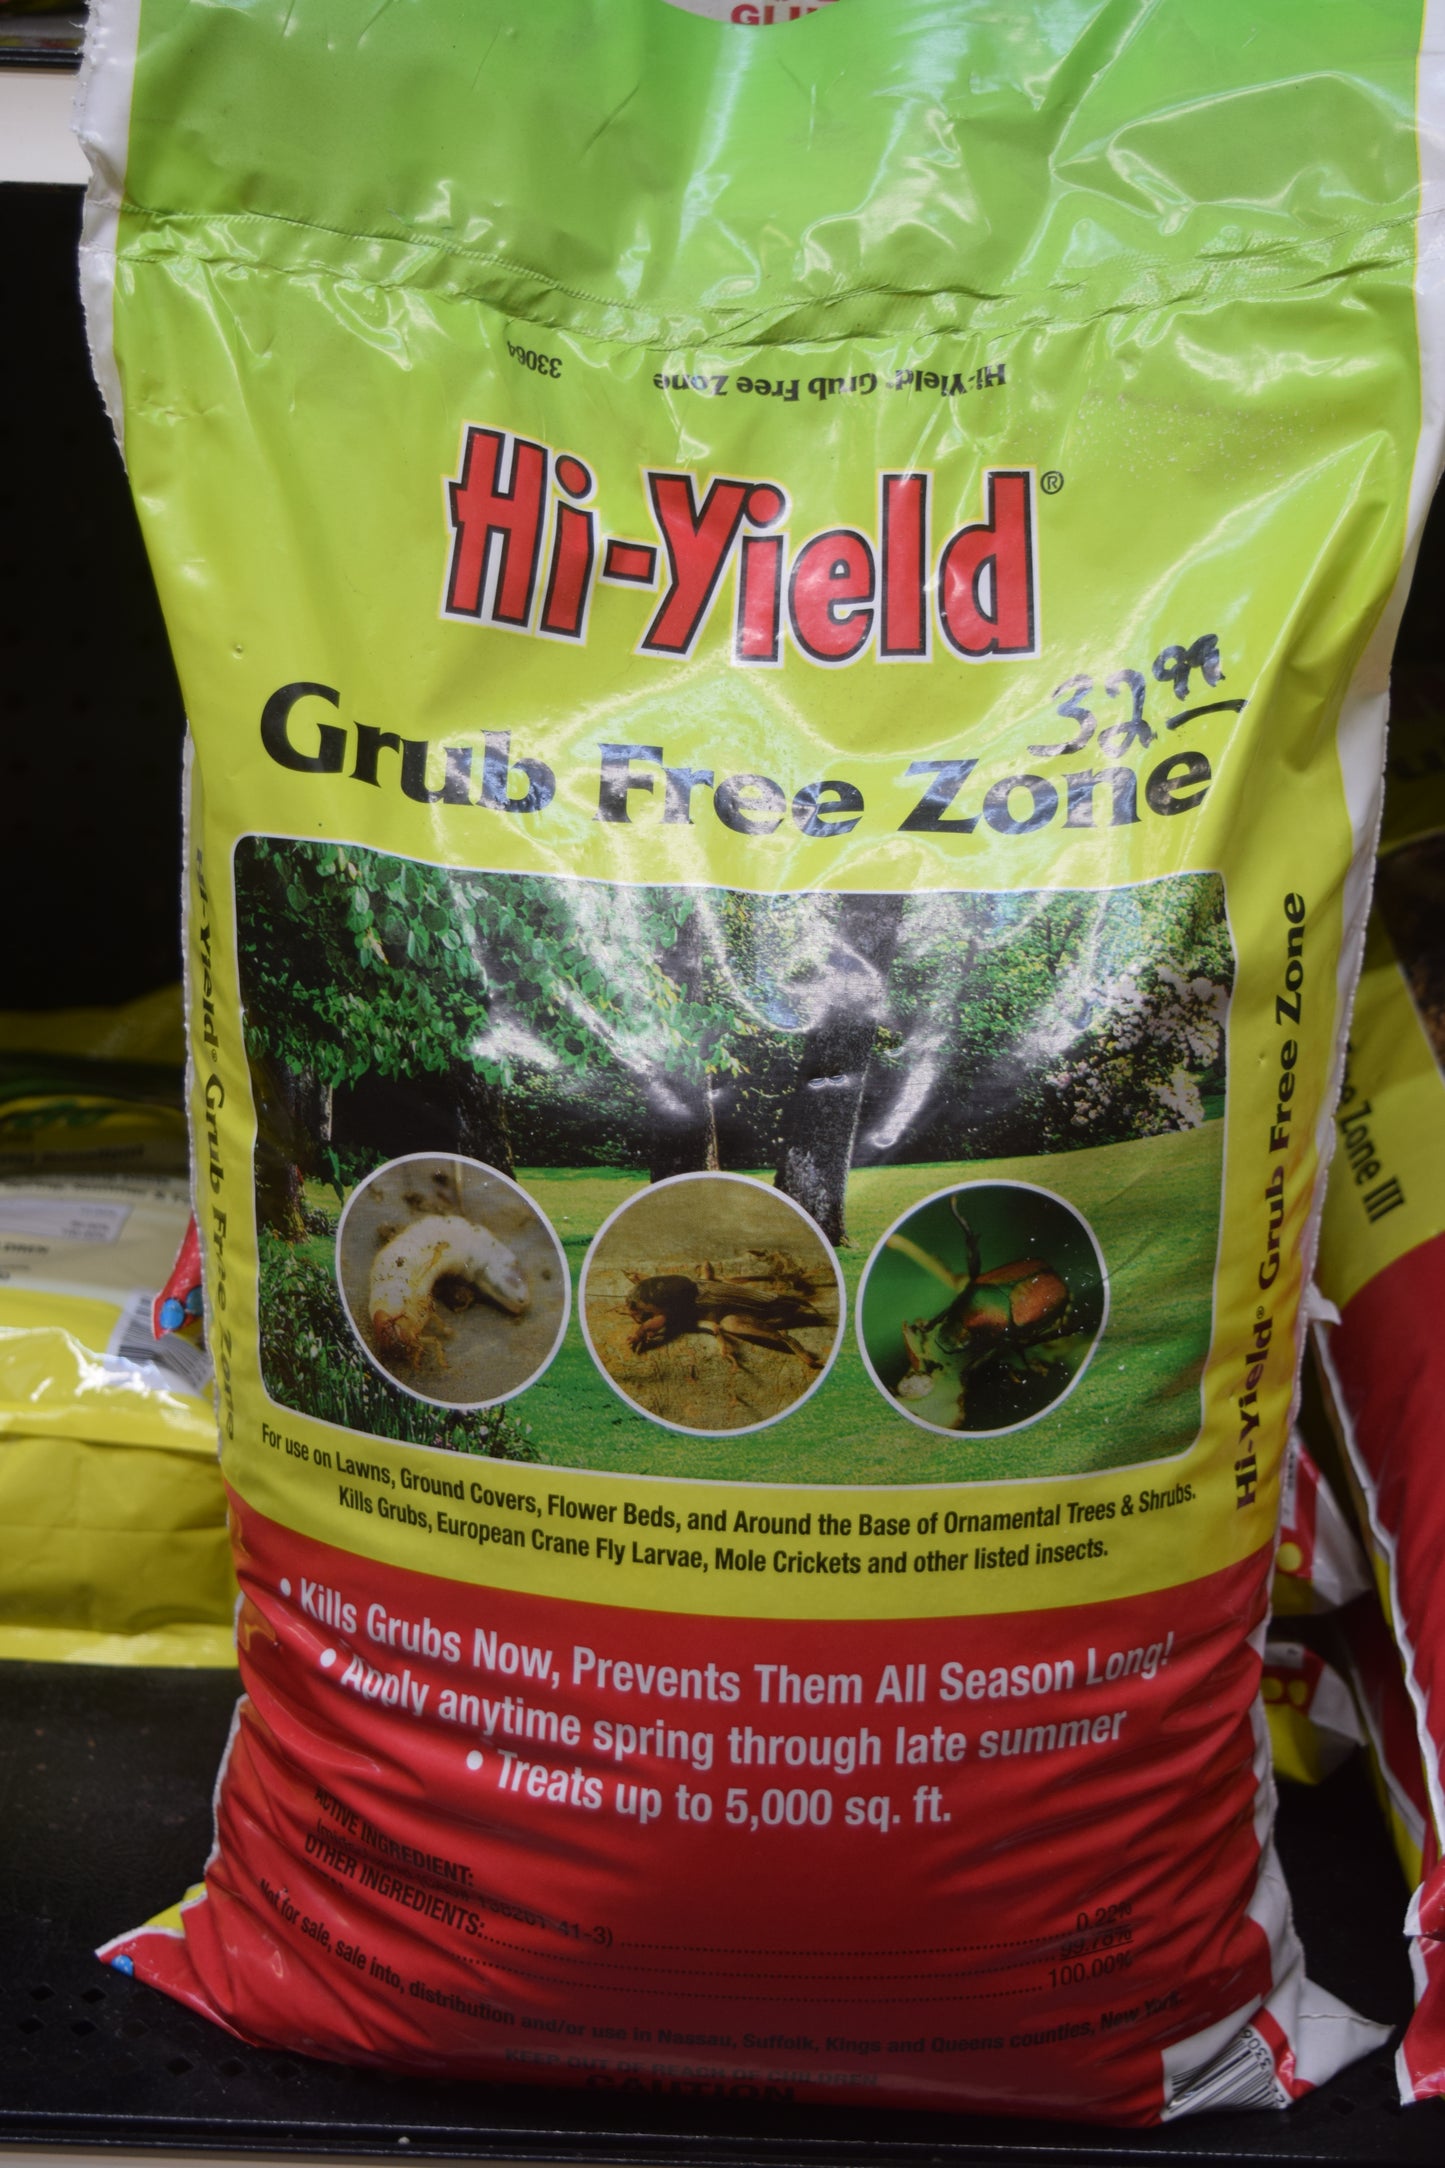 33064
Hi-Yield® Grub Free Zone
Hi-Yield®
32 99
Grub Free Zone
Hi-Yield® Grub Free Zone
Hi-Yield® Grub Free Zone
e Zone III
For use on Lawns, Ground Covers, Flower Beds, and Around the Base of Ornamental Trees & Shrubs.
Kills Grubs, European Crane Fly Larvae, Mole Crickets and other listed insects.
• Kills Grubs Now, Prevents Them All Season Long!
• Apply anytime spring through late summer
• Treats up to 5,000 sq. ft.
ACTIVE INGREDIENT:
138261-41-3) 0.22%
OTHER INGREDIENTS: 99.78%
100.00%
Not for sale, sale into, distribution and/or use in Nassau, Suffolk, Kings and Queens counties, New York.
KEEP OUT OF REACH OF CHILDREN
CAUTION